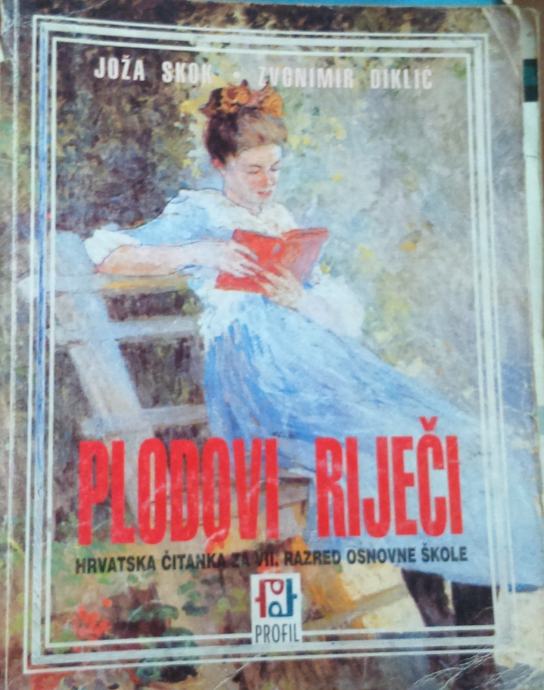 JOŽA SKOK • ZVONIMIR DIKLIĆ
PLODOVI RIJEČI
HRVATSKA ČITANKA ZA VII. RAZRED OSNOVNE ŠKOLE
PROFIL